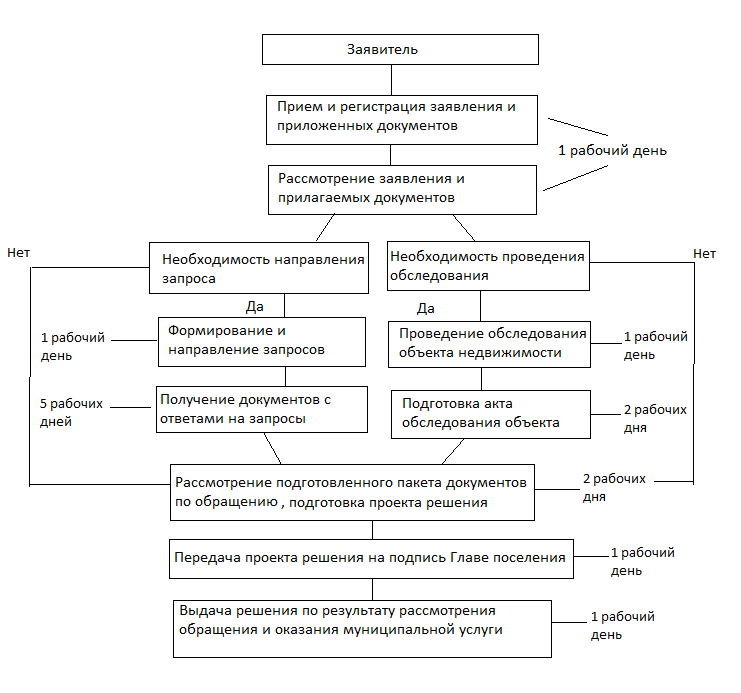 Заявитель
Прием и регистрация заявления и
приложенных документов
1 рабочий день
Рассмотрение заявления и
прилагаемых документов
Нет
Необходимость направления
запроса
Необходимость проведения
обследования
Нет
Да
Да
1 рабочий
день
Формирование и
направление запросов
Проведение обследования
объекта недвижимости
1 рабочий
день
5 рабочих
дней
Получение документов с
ответами на запросы
Подготовка акта
обследования объекта
2 рабочих
дня
Рассмотрение подготовленного пакета документов
по обращению , подготовка проекта решения
2 рабочих
дня
Передача проекта решения на подпись Главе поселения
1 рабочий
день
Выдача решения по результату рассмотрения
обращения и оказания муниципальной услуги
1 рабочий
день